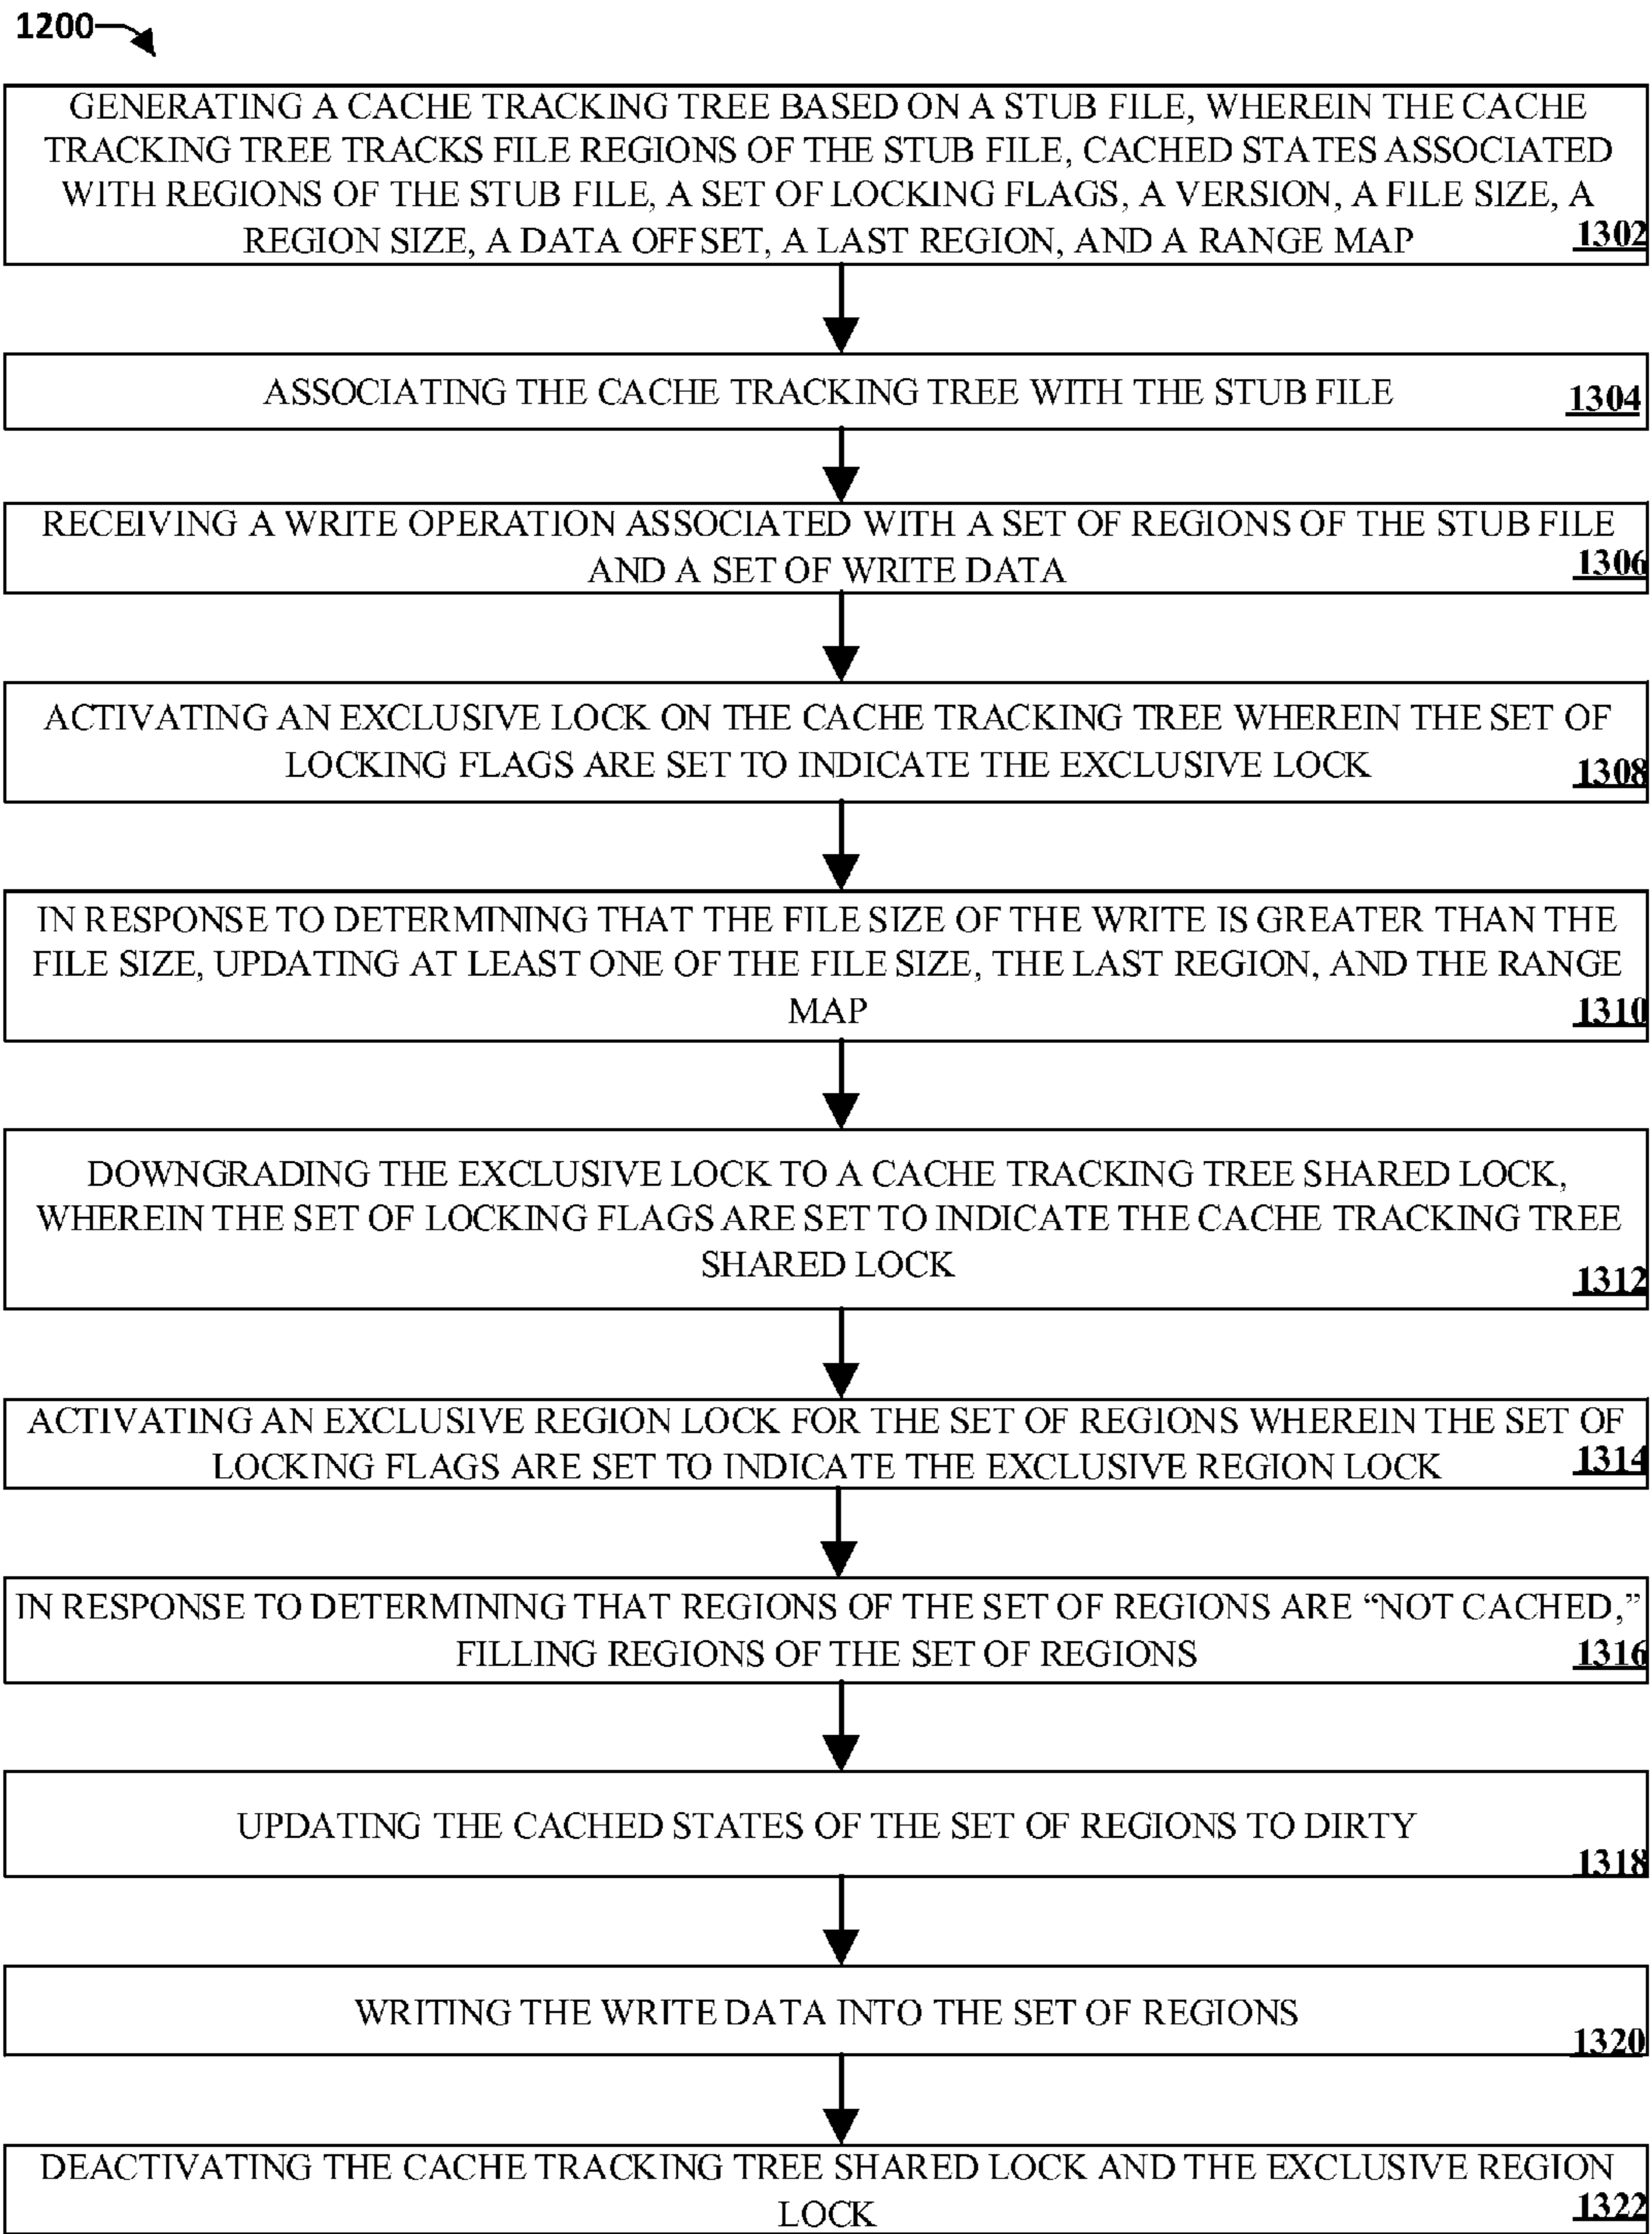 1200
GENERATING A CACHE TRACKING TREE BASED ON A STUB FILE, WHEREIN THE CACHE
TRACKING TREE TRACKS FILE REGIONS OF THE STUB FILE, CACHED STATES ASSOCIATED
WITH REGIONS OF THE STUB FILE, A SET OF LOCKING FLAGS, A VERSION, A FILE SIZE, A
REGION SIZE, A DATA OFFSET, A LAST REGION, AND A RANGE MAP 1302
ASSOCIATING THE CACHE TRACKING TREE WITH THE STUB FILE 1304
RECEIVING A WRITE OPERATION ASSOCIATED WITH A SET OF REGIONS OF THE STUB FILE
AND A SET OF WRITE DATA 1306
ACTIVATING AN EXCLUSIVE LOCK ON THE CACHE TRACKING TREE WHEREIN THE SET OF
LOCKING FLAGS ARE SET TO INDICATE THE EXCLUSIVE LOCK 1308
IN RESPONSE TO DETERMINING THAT THE FILE SIZE OF THE WRITE IS GREATER THAN THE
FILE SIZE, UPDATING AT LEAST ONE OF THE FILE SIZE, THE LAST REGION, AND THE RANGE
MAP 1310
DOWNGRADING THE EXCLUSIVE LOCK TO A CACHE TRACKING TREE SHARED LOCK,
WHEREIN THE SET OF LOCKING FLAGS ARE SET TO INDICATE THE CACHE TRACKING TREE
SHARED LOCK 1312
ACTIVATING AN EXCLUSIVE REGION LOCK FOR THE SET OF REGIONS WHEREIN THE SET OF
LOCKING FLAGS ARE SET TO INDICATE THE EXCLUSIVE REGION LOCK 1314
IN RESPONSE TO DETERMINING THAT REGIONS OF THE SET OF REGIONS ARE “NOT CACHED,”
FILLING REGIONS OF THE SET OF REGIONS 1316
UPDATING THE CACHED STATES OF THE SET OF REGIONS TO DIRTY
1318
WRITING THE WRITE DATA INTO THE SET OF REGIONS
1320
DEACTIVATING THE CACHE TRACKING TREE SHARED LOCK AND THE EXCLUSIVE REGION
LOCK 1322